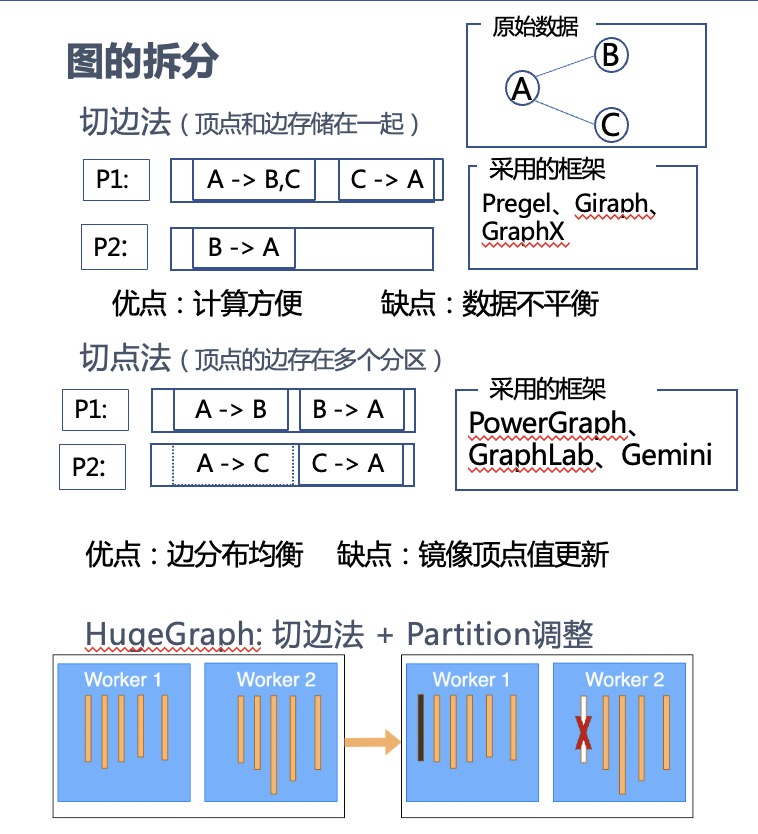 图的拆分
原始数据
B
A
C
切边法（顶点和边存储在一起）
P1:
A -> B,C
C -> A
P2:
B -> A
采用的框架
Pregel、Giraph、
GraphX
优点：计算方便
缺点：数据不平衡
切点法（顶点的边存在多个分区）
P1:
A -> B
B -> A
P2:
A -> C
C -> A
采用的框架
PowerGraph、
GraphLab、Gemini
优点：边分布均衡
缺点：镜像顶点值更新
HugeGraph: 切边法 + Partition调整
Worker 1
Worker 2
Worker 1
Worker 2